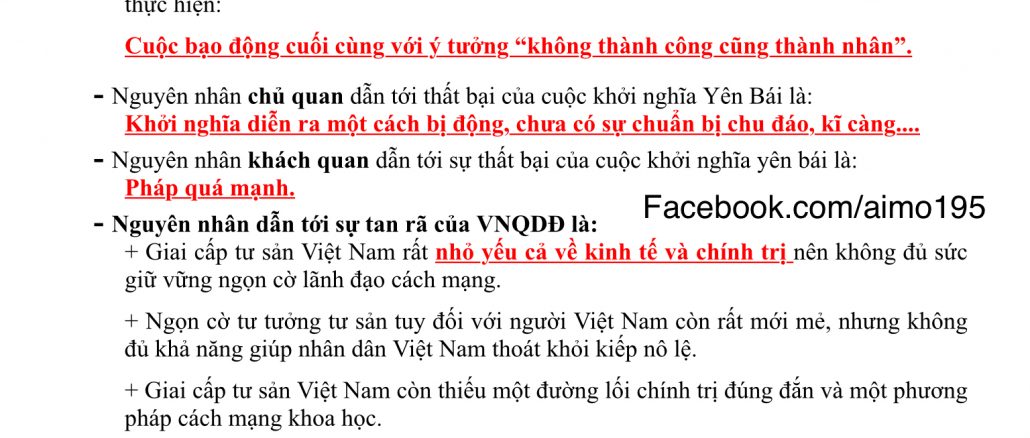 thực hiện:
Cuộc bạo động cuối cùng với ý tưởng “không thành công cũng thành nhân”.
- Nguyên nhân chủ quan dẫn tới thất bại của cuộc khởi nghĩa Yên Bái là:
Khởi nghĩa diễn ra một cách bị động, chưa có sự chuẩn bị chu đáo, kĩ càng....
- Nguyên nhân khách quan dẫn tới sự thất bại của cuộc khởi nghĩa yên bái là:
Pháp quá mạnh.
Facebook.com/aimo195
- Nguyên nhân dẫn tới sự tan rã của VNQDĐ là:
+ Giai cấp tư sản Việt Nam rất nhỏ yếu cả về kinh tế và chính trị nên không đủ sức
giữ vững ngọn cờ lãnh đạo cách mạng.
+ Ngọn cờ tư tưởng tư sản tuy đối với người Việt Nam còn rất mới mẻ, nhưng không
đủ khả năng giúp nhân dân Việt Nam thoát khỏi kiếp nô lệ.
+ Giai cấp tư sản Việt Nam còn thiếu một đường lối chính trị đúng đắn và một phương
pháp cách mạng khoa học.